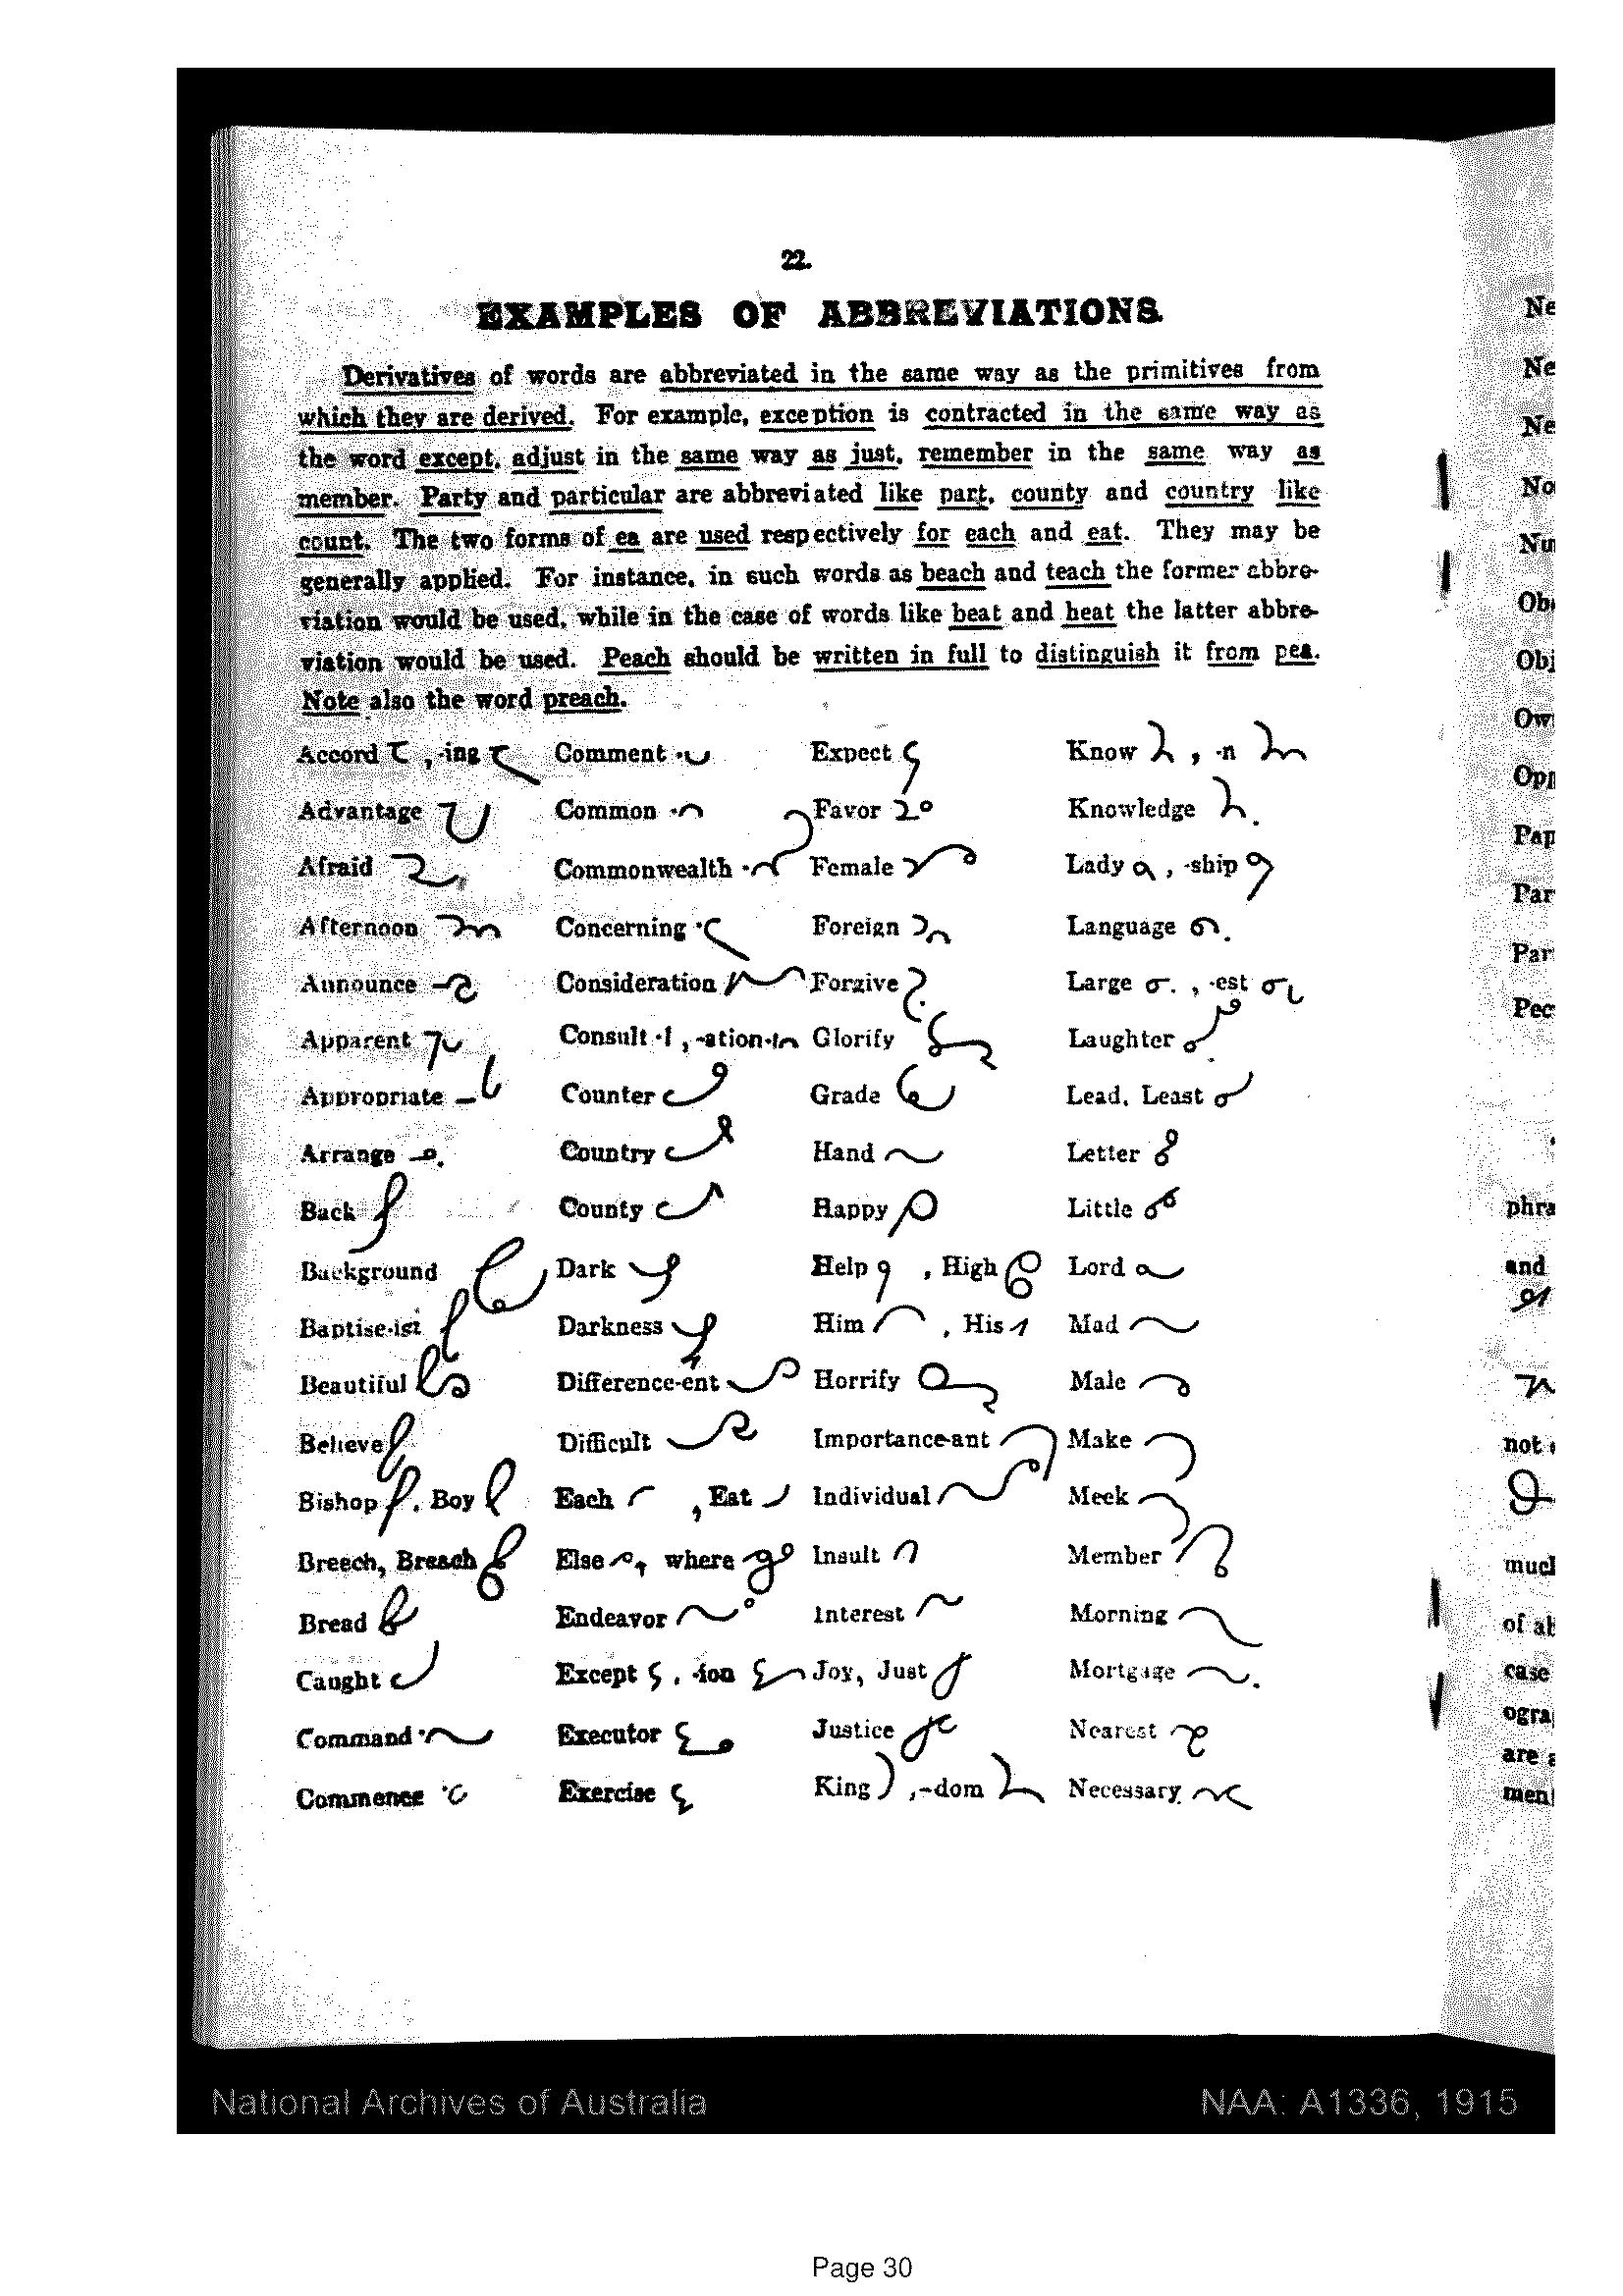 22.
EXAMPLES OF ABBREVIATIONS.
Derivatives of words are abbreviated in the same way as the primitives from
which they are derived. For example, exception is contracted in the same way as
the word except, adjust in the same way as just, remember in the same way as
member. Party and particular are abbreviated like part, county and country like
count. The two forms of ea are used respectively for each and eat. They may be
generally applied. For instance, in such words as beach and teach the former abbre-
viation would be used, while in the case of words like beat and heat the latter abbre-
viation would be used. Peach should be written in full to distinguish it from pea.
Note also the word preach.
Accord , -ing Comment Expect Know , -n
Advantage Common Favor Knowledge
Afraid Commonwealth Female Lady , -ship
Afternoon Concerning Foreign Language
Announce Consideration Forgive Large , -est
Apparent Consult , -ation Glorify Laughter
Appropriate Counter Grade Lead, Least
Arrange Country Hand Letter
Back County Happy Little
Background Dark Help , High Lord
Baptise-ist Darkness Him , His Mad
Beautiful Difference-ent Horrify Male
Believe Difficult Importance-ant Make
Bishop , Boy Each , Eat Individual Meek
Breech, Breach Else , where Insult Member
Bread Endeavor Interest Morning
Caught Except , -ion Joy, Just Mortgage
Command Executor Justice Nearest
Commence Exercise King , -dom Necessary
Ne
Ne
Ne
No
Nu
Ob
Obj
Ow
Opp
Pap
Par
Par
Pec
phra
and
not
much
of
case
ogra
are
ment
National Archives of Australia NAA: A1336, 1915
Page 30